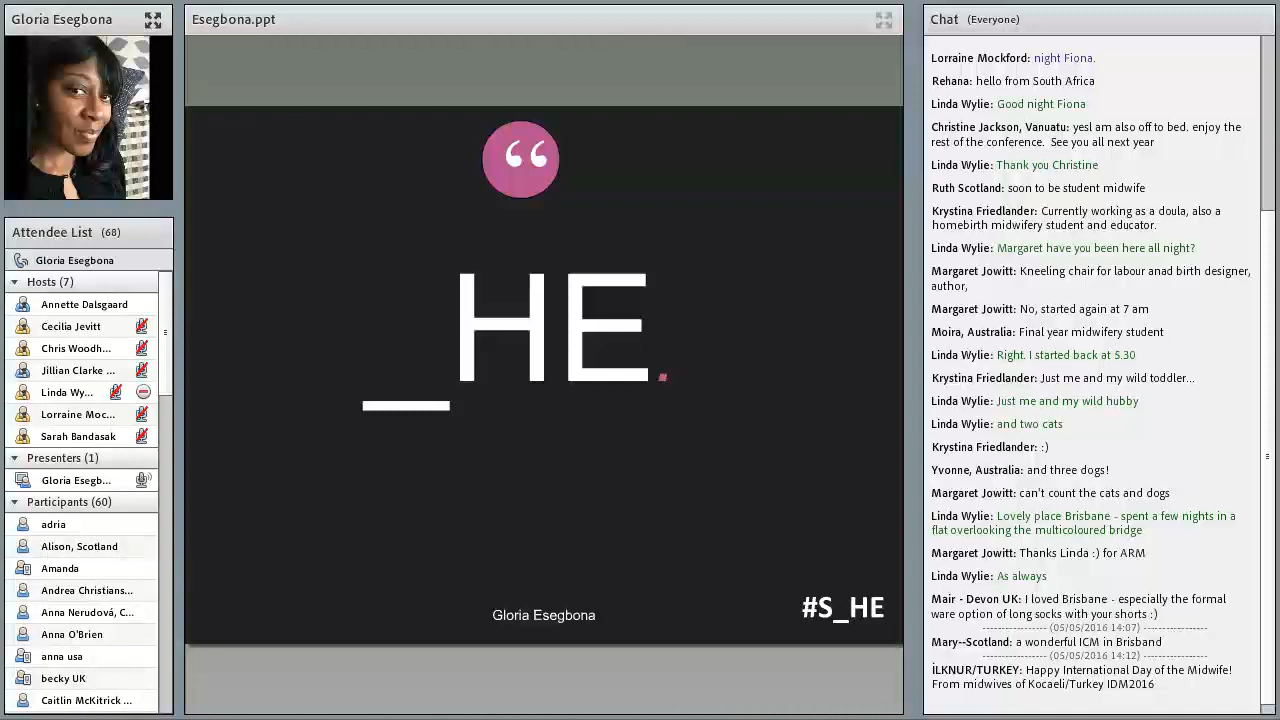 Gloria Esegbona
Attendee List (68)
Gloria Esegbona
Hosts (7)
Annette Dalsgaard
Cecilia Jevitt
Chris Woodh...
Jillian Clarke ...
Linda Wy...
Lorraine Moc...
Sarah Bandasak
Presenters (1)
Gloria Esegb...
Participants (60)
adria
Alison, Scotland
Amanda
Andrea Christians...
Anna Nerudová, C...
Anna O'Brien
anna usa
becky UK
Caitlin McKitrick ...
Esegbona.ppt
“
_HE.
Gloria Esegbona
#S_HE
Chat (Everyone)
Lorraine Mockford: night Fiona.
Rehana: hello from South Africa
Linda Wylie: Good night Fiona
Christine Jackson, Vanuatu: yesI am also off to bed. enjoy the
rest of the conference. See you all next year
Linda Wylie: Thank you Christine
Ruth Scotland: soon to be student midwife
Krystina Friedlander: Currently working as a doula, also a
homebirth midwifery student and educator.
Linda Wylie: Margaret have you been here all night?
Margaret Jowitt: Kneeling chair for labour anad birth designer,
author,
Margaret Jowitt: No, started again at 7 am
Moira, Australia: Final year midwifery student
Linda Wylie: Right. I started back at 5.30
Krystina Friedlander: Just me and my wild toddler...
Linda Wylie: Just me and my wild hubby
Linda Wylie: and two cats
Krystina Friedlander: :)
Yvonne, Australia: and three dogs!
Margaret Jowitt: can't count the cats and dogs
Linda Wylie: Lovely place Brisbane - spent a few nights in a
flat overlooking the multicoloured bridge
Margaret Jowitt: Thanks Linda :) for ARM
Linda Wylie: As always
Mair - Devon UK: I loved Brisbane - especially the formal
ware option of long socks with your shorts :)
---------------- (05/05/2016 14:07) ----------------
Mary--Scotland: a wonderful ICM in Brisband
---------------- (05/05/2016 14:12) ----------------
İLKNUR/TURKEY: Happy International Day of the Midwife!
From midwives of Kocaeli/Turkey IDM2016